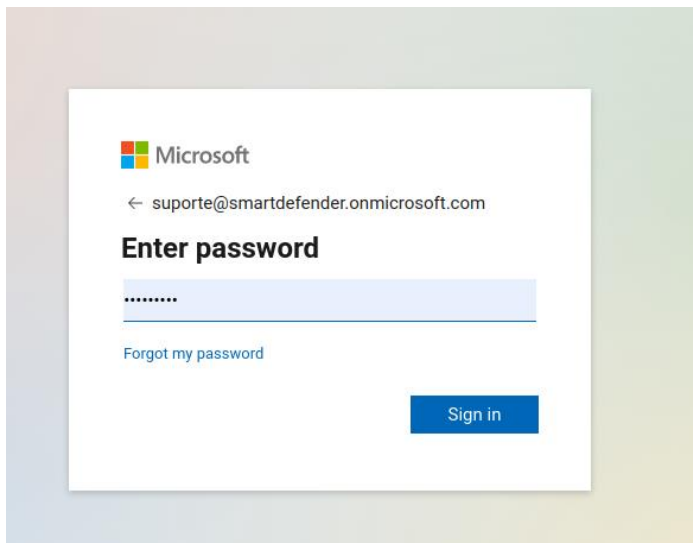 Microsoft
← suporte@smartdefender.onmicrosoft.com
Enter password
•••••••••
Forgot my password
Sign in